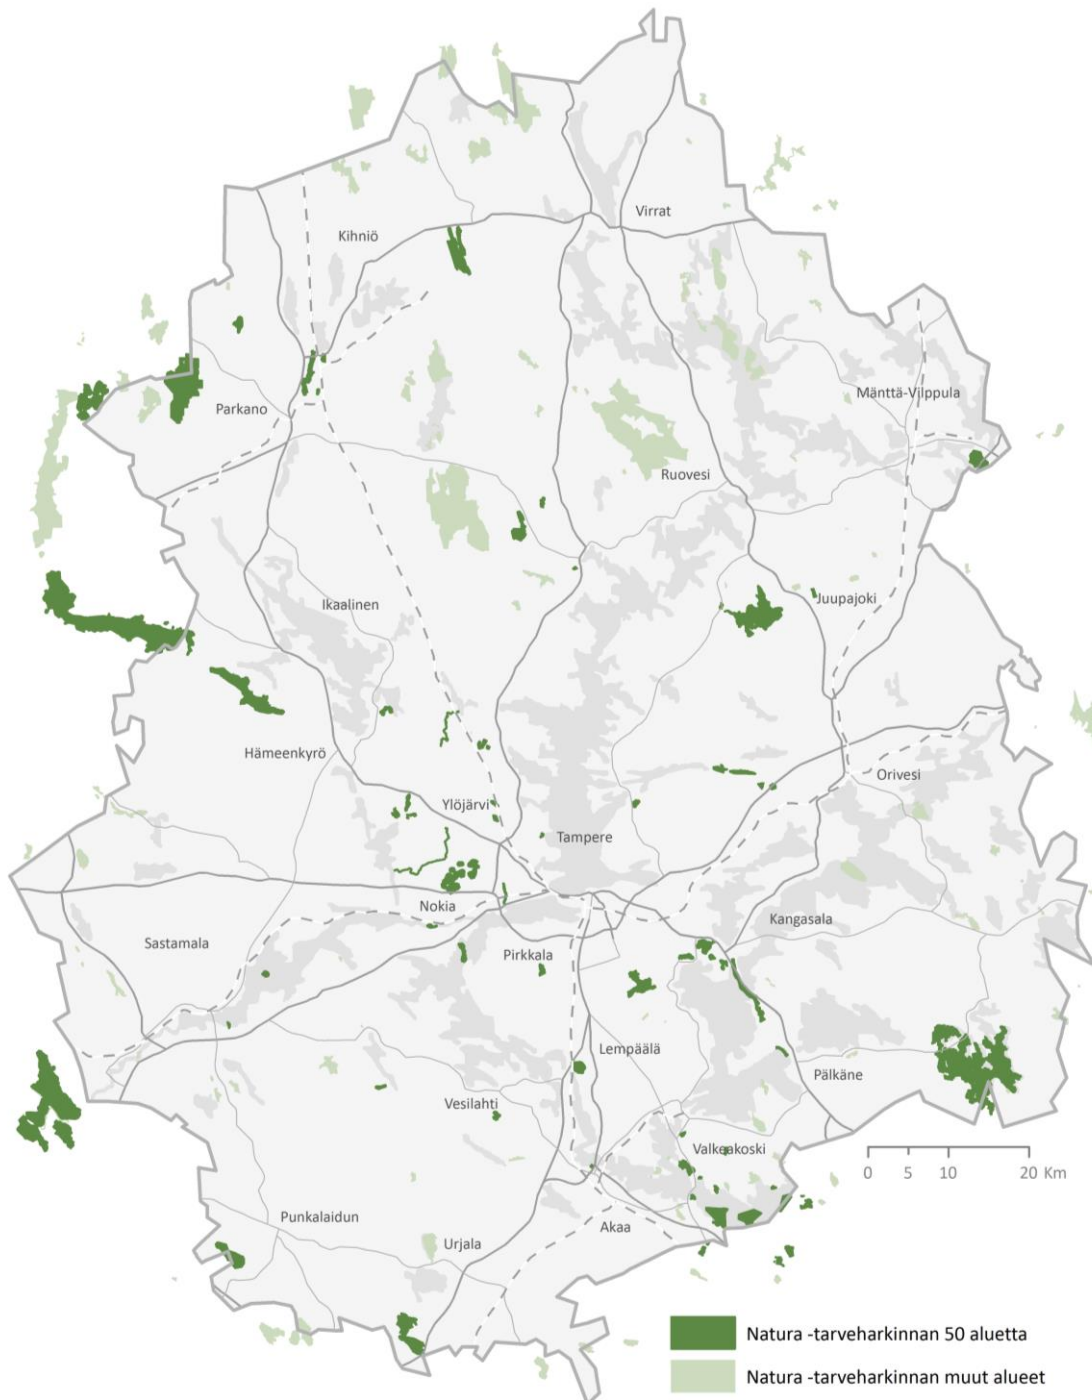 Virrat
Kihniö
Mänttä-Vilppula
Parkano
Ruovesi
Ikaalinen
Juupajoki
Hämeenkyrö
Orivesi
Ylöjärvi
Tampere
Nokia
Kangasala
Sastamala
Pirkkala
Lempäälä
Pälkäne
Vesilahti
Valkeakoski
0 5 10 20 Km
Punkalaidun
Akaa
Urjala
Natura -tarveharkinnan 50 aluetta
Natura -tarveharkinnan muut alueet